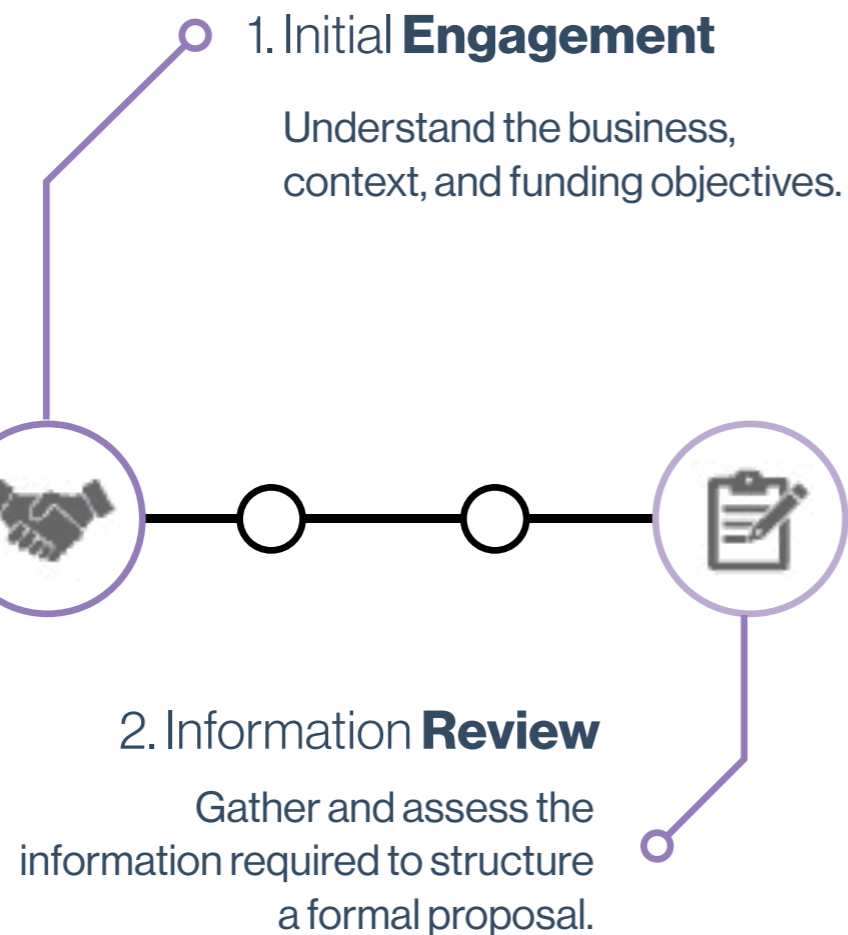 1. Initial Engagement
Understand the business,
context, and funding objectives.
2. Information Review
Gather and assess the
information required to structure
a formal proposal.